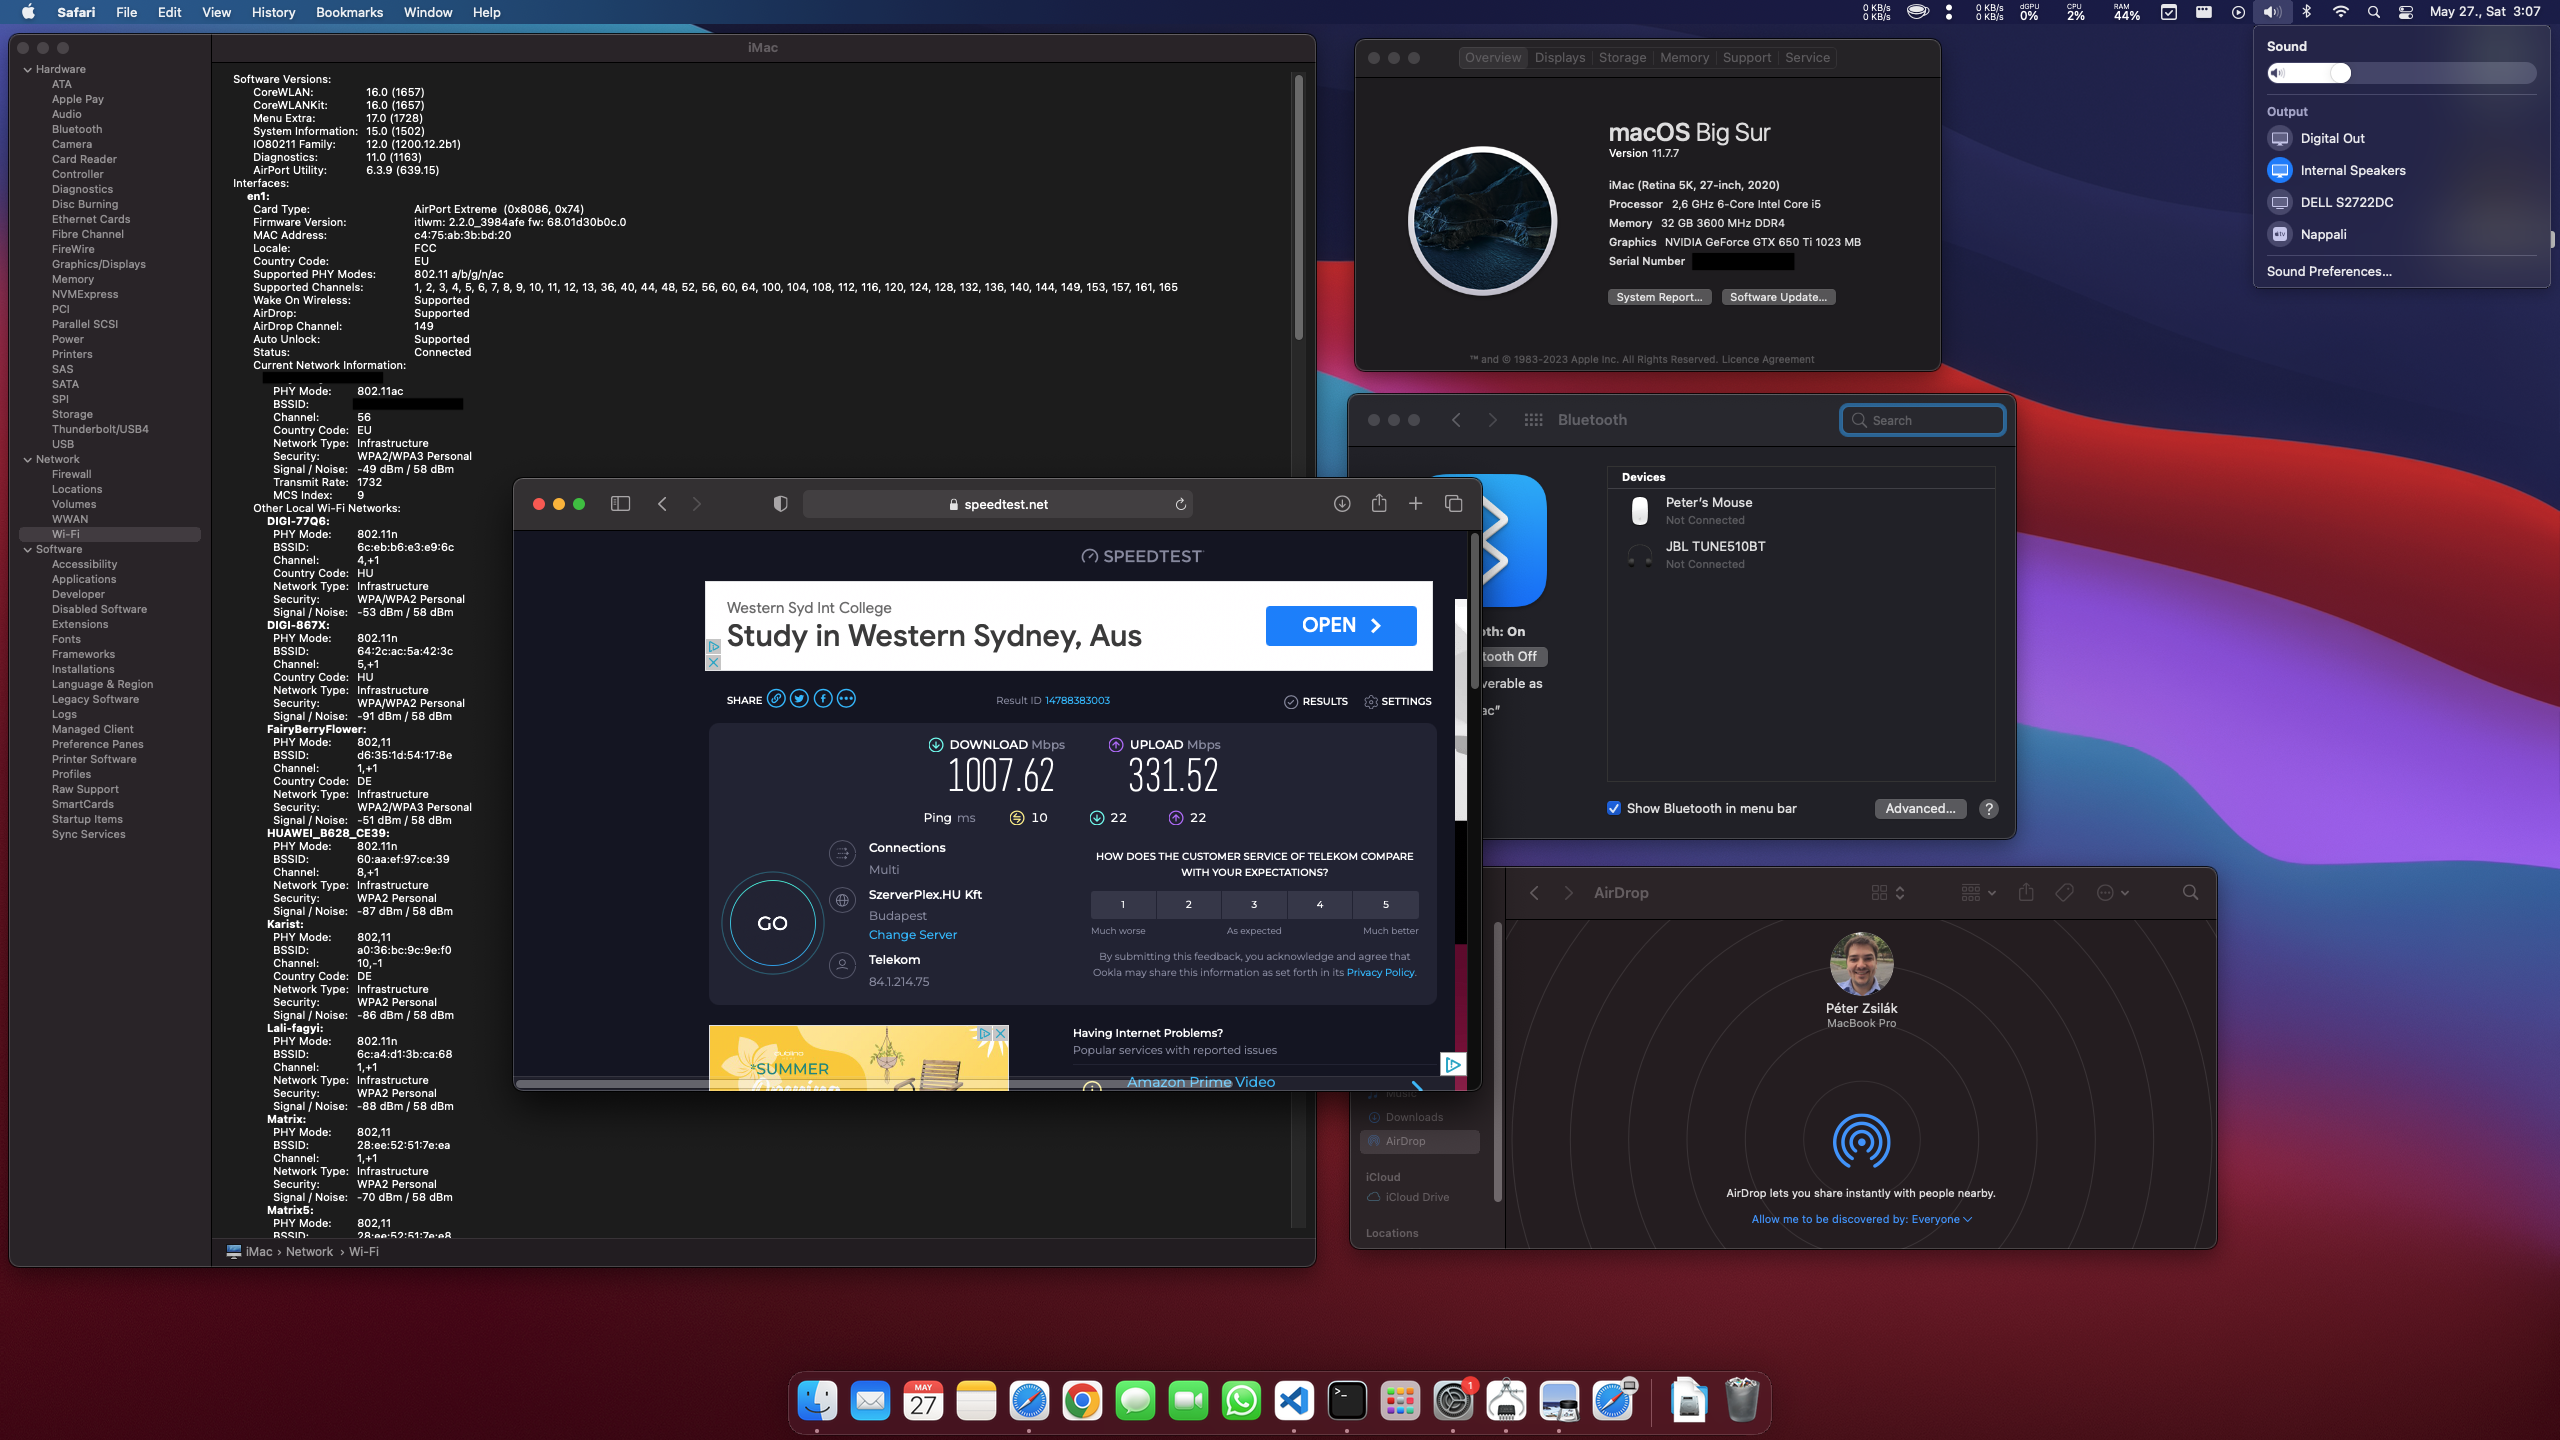 Safari File Edit View History Bookmarks Window Help
0 KB/s
0 KB/s
0 KB/s
0 KB/s
dGPU
0%
CPU
2%
RAM
44%
May 27., Sat 3:07
iMac
Hardware
ATA
Apple Pay
Audio
Bluetooth
Camera
Card Reader
Controller
Diagnostics
Disc Burning
Ethernet Cards
Fibre Channel
FireWire
Graphics/Displays
Memory
NVMExpress
PCI
Parallel SCSI
Power
Printers
SAS
SATA
SPI
Storage
Thunderbolt/USB4
USB
Network
Firewall
Locations
Volumes
WWAN
Wi-Fi
Software
Accessibility
Applications
Developer
Disabled Software
Extensions
Fonts
Frameworks
Installations
Language & Region
Legacy Software
Logs
Managed Client
Preference Panes
Printer Software
Profiles
Raw Support
SmartCards
Startup Items
Sync Services
Software Versions:
CoreWLAN: 16.0 (1657)
CoreWLANKit: 16.0 (1657)
Menu Extra: 17.0 (1728)
System Information: 15.0 (1502)
IO80211 Family: 12.0 (1200.12.2b1)
Diagnostics: 11.0 (1163)
AirPort Utility: 6.3.9 (639.15)
Interfaces:
en1:
Card Type: AirPort Extreme (0x8086, 0x74)
Firmware Version: itlwm: 2.2.0_3984afe fw: 68.01d30b0c.0
MAC Address: c4:75:ab:3b:bd:20
Locale: FCC
Country Code: EU
Supported PHY Modes: 802.11 a/b/g/n/ac
Supported Channels: 1, 2, 3, 4, 5, 6, 7, 8, 9, 10, 11, 12, 13, 36, 40, 44, 48, 52, 56, 60, 64, 100, 104, 108, 112, 116, 120, 124, 128, 132, 136, 140, 144, 149, 153, 157, 161, 165
Wake On Wireless: Supported
AirDrop: Supported
AirDrop Channel: 149
Auto Unlock: Supported
Status: Connected
Current Network Information:
PHY Mode: 802.11ac
BSSID:
Channel: 56
Country Code: EU
Network Type: Infrastructure
Security: WPA2/WPA3 Personal
Signal / Noise: -49 dBm / 58 dBm
Transmit Rate: 1732
MCS Index: 9
Other Local Wi-Fi Networks:
DIGI-77Q6:
PHY Mode: 802.11n
BSSID: 6c:eb:b6:e3:e9:6c
Channel: 4,+1
Country Code: HU
Network Type: Infrastructure
Security: WPA/WPA2 Personal
Signal / Noise: -53 dBm / 58 dBm
DIGI-867X:
PHY Mode: 802.11n
BSSID: 64:2c:ac:5a:42:3c
Channel: 5,+1
Country Code: HU
Network Type: Infrastructure
Security: WPA/WPA2 Personal
Signal / Noise: -91 dBm / 58 dBm
FairyBerryFlower:
PHY Mode: 802,11
BSSID: d6:35:1d:54:17:8e
Channel: 1,+1
Country Code: DE
Network Type: Infrastructure
Security: WPA2/WPA3 Personal
Signal / Noise: -51 dBm / 58 dBm
HUAWEI_B628_CE39:
PHY Mode: 802.11n
BSSID: 60:aa:ef:97:ce:39
Channel: 8,+1
Network Type: Infrastructure
Security: WPA2 Personal
Signal / Noise: -87 dBm / 58 dBm
Karist:
PHY Mode: 802,11
BSSID: a0:36:bc:9c:9e:f0
Channel: 10,-1
Country Code: DE
Network Type: Infrastructure
Security: WPA2 Personal
Signal / Noise: -86 dBm / 58 dBm
Lali-fagyi:
PHY Mode: 802.11n
BSSID: 6c:a4:d1:3b:ca:68
Channel: 1,+1
Network Type: Infrastructure
Security: WPA2 Personal
Signal / Noise: -88 dBm / 58 dBm
Matrix:
PHY Mode: 802,11
BSSID: 28:ee:52:51:7e:ea
Channel: 1,+1
Network Type: Infrastructure
Security: WPA2 Personal
Signal / Noise: -70 dBm / 58 dBm
Matrix5:
PHY Mode: 802,11
BSSID: 28:ee:52:51:7e:e8
iMac › Network › Wi-Fi
speedtest.net
SPEEDTEST
Western Syd Int College
Study in Western Sydney, Aus
OPEN
SHARE
Result ID 14788383003
RESULTS SETTINGS
DOWNLOAD Mbps
1007.62
UPLOAD Mbps
331.52
Ping ms 10 22 22
GO
Connections
Multi
SzerverPlex.HU Kft
Budapest
Change Server
Telekom
84.1.214.75
HOW DOES THE CUSTOMER SERVICE OF TELEKOM COMPARE
WITH YOUR EXPECTATIONS?
1 2 3 4 5
Much worse As expected Much better
By submitting this feedback, you acknowledge and agree that
Ookla may share this information as set forth in its Privacy Policy.
*SUMMER
Having Internet Problems?
Popular services with reported issues
Amazon Prime Video
Overview Displays Storage Memory Support Service
macOS Big Sur
Version 11.7.7
iMac (Retina 5K, 27-inch, 2020)
Processor 2,6 GHz 6-Core Intel Core i5
Memory 32 GB 3600 MHz DDR4
Graphics NVIDIA GeForce GTX 650 Ti 1023 MB
Serial Number
System Report... Software Update...
™ and © 1983-2023 Apple Inc. All Rights Reserved. Licence Agreement
Sound
Output
Digital Out
Internal Speakers
DELL S2722DC
Nappali
Sound Preferences...
Bluetooth
Search
oth: On
tooth Off
verable as
ac”
Devices
Peter’s Mouse
Not Connected
JBL TUNE510BT
Not Connected
Show Bluetooth in menu bar
Advanced...
?
AirDrop
Music
Downloads
AirDrop
iCloud
iCloud Drive
Locations
Péter Zsilák
MacBook Pro
AirDrop lets you share instantly with people nearby.
Allow me to be discovered by: Everyone
MAY
27
1